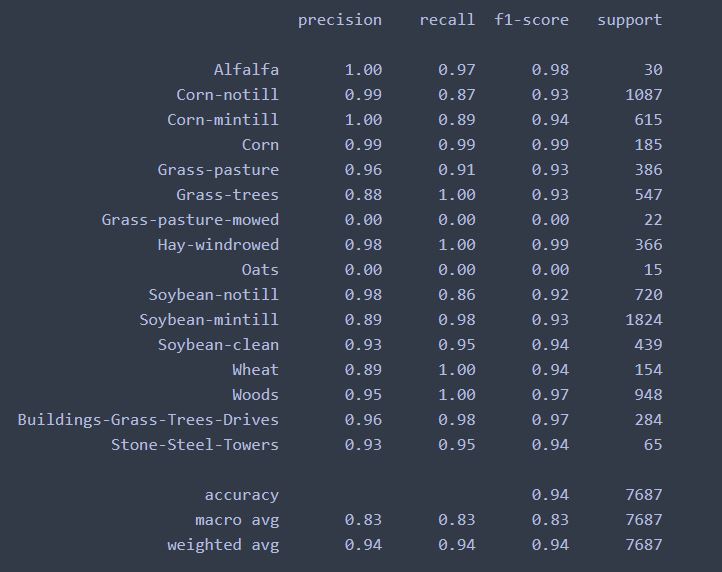 precision recall f1-score support
Alfalfa 1.00 0.97 0.98 30
Corn-notill 0.99 0.87 0.93 1087
Corn-mintill 1.00 0.89 0.94 615
Corn 0.99 0.99 0.99 185
Grass-pasture 0.96 0.91 0.93 386
Grass-trees 0.88 1.00 0.93 547
Grass-pasture-mowed 0.00 0.00 0.00 22
Hay-windrowed 0.98 1.00 0.99 366
Oats 0.00 0.00 0.00 15
Soybean-notill 0.98 0.86 0.92 720
Soybean-mintill 0.89 0.98 0.93 1824
Soybean-clean 0.93 0.95 0.94 439
Wheat 0.89 1.00 0.94 154
Woods 0.95 1.00 0.97 948
Buildings-Grass-Trees-Drives 0.96 0.98 0.97 284
Stone-Steel-Towers 0.93 0.95 0.94 65
accuracy 0.94 7687
macro avg 0.83 0.83 0.83 7687
weighted avg 0.94 0.94 0.94 7687